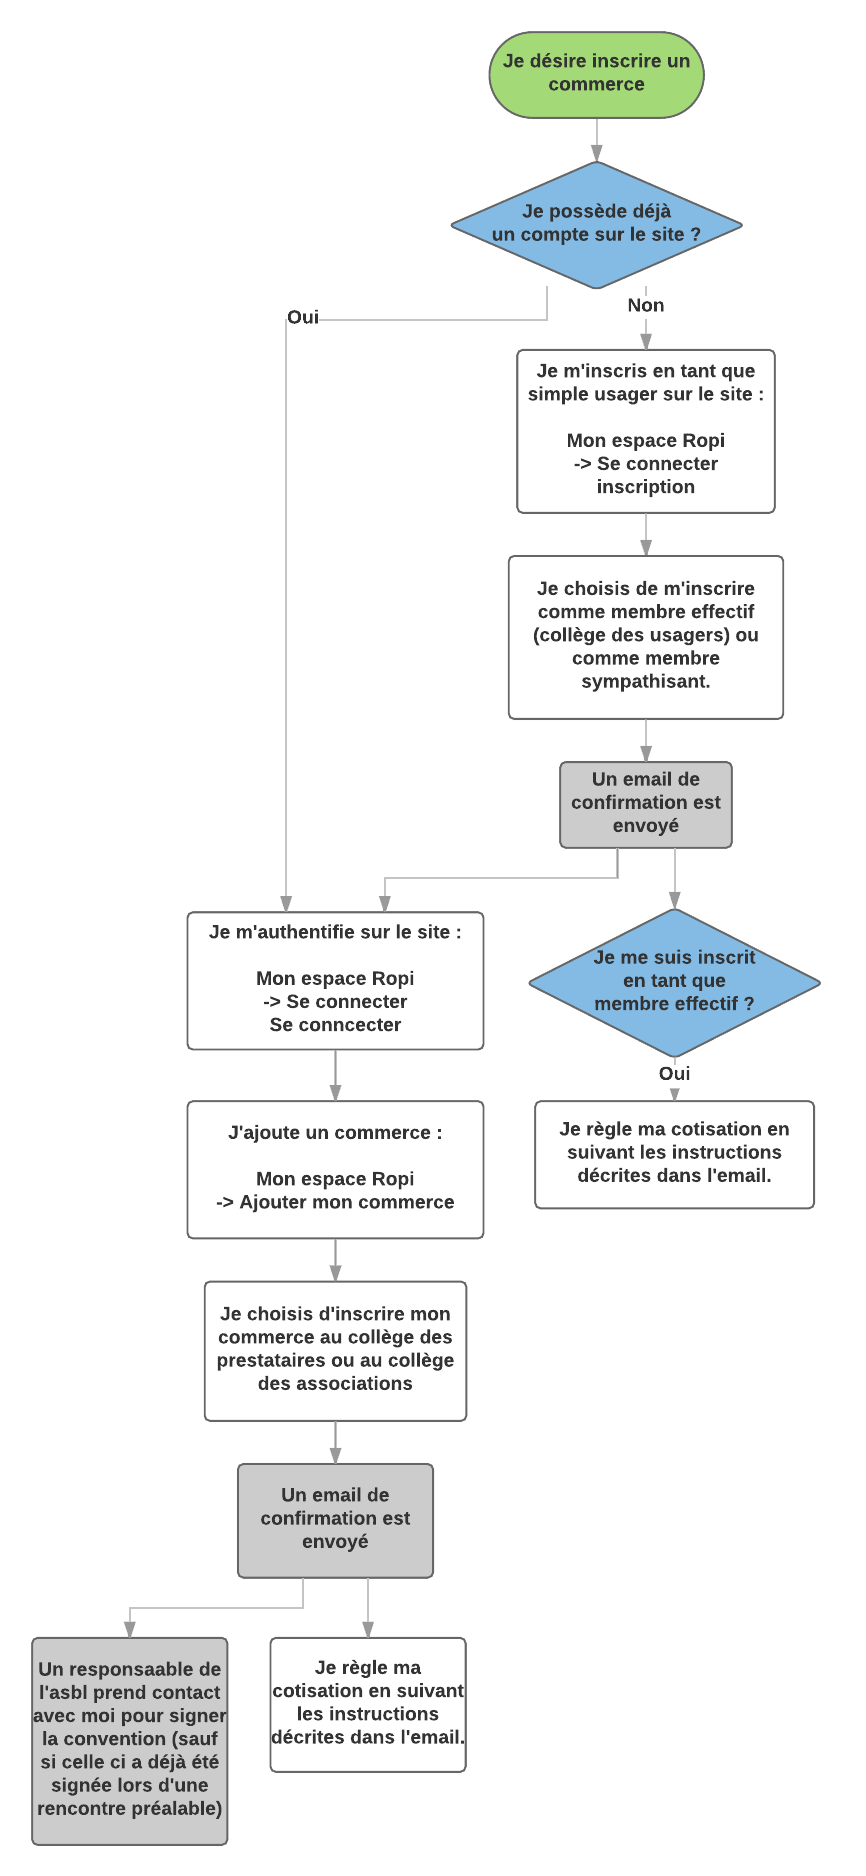 Je désire inscrire un
commerce
Je possède déjà
un compte sur le site ?
Oui
Non
Je m'inscris en tant que
simple usager sur le site :
Mon espace Ropi
-> Se connecter
inscription
Je choisis de m'inscrire
comme membre effectif
(collège des usagers) ou
comme membre
sympathisant.
Un email de
confirmation est
envoyé
Je m'authentifie sur le site :
Mon espace Ropi
-> Se connecter
Se conncecter
Je me suis inscrit
en tant que
membre effectif ?
Oui
J'ajoute un commerce :
Mon espace Ropi
-> Ajouter mon commerce
Je règle ma cotisation en
suivant les instructions
décrites dans l'email.
Je choisis d'inscrire mon
commerce au collège des
prestataires ou au collège
des associations
Un email de
confirmation est
envoyé
Un responsaable de
l'asbl prend contact
avec moi pour signer
la convention (sauf
si celle ci a déjà été
signée lors d'une
rencontre préalable)
Je règle ma
cotisation en suivant
les instructions
décrites dans l'email.